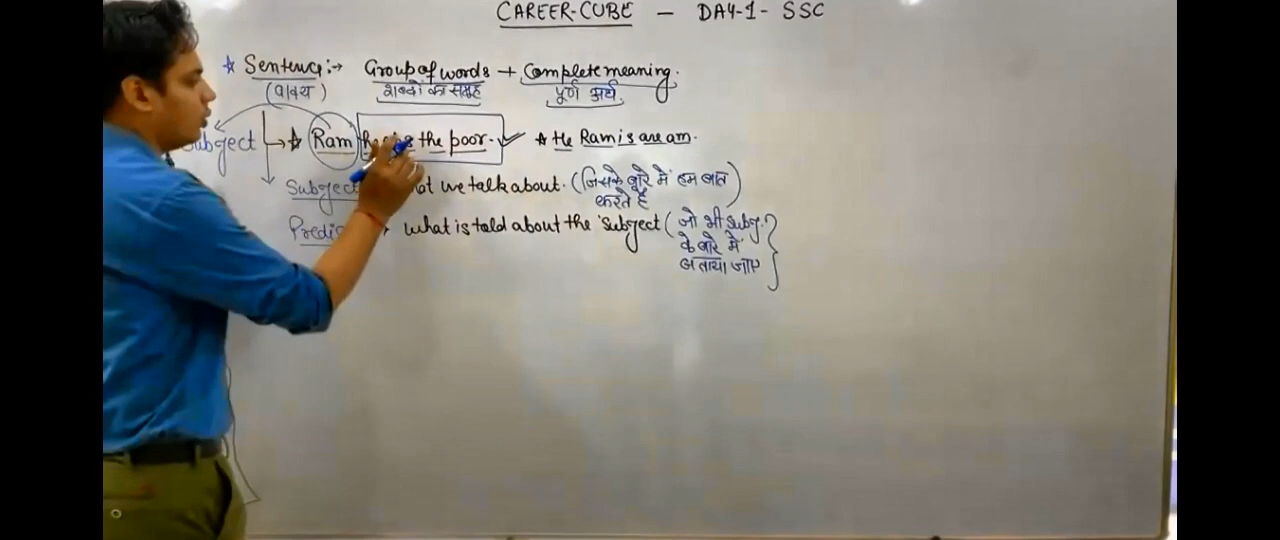 CAREER-CUBE — DAY-1- SSC
☆ Sentence:→ Group of words + Complete meaning.
(वाक्य) शब्दों का समूह पूर्ण अर्थ
Subject → ☆ Ram the poor. ✓ ☆ He Ram is are am.
Subject we talk about. (जिसके बारे में हम बात
करते है)
what is told about the subject (जो भी Subj.
के बारे में
बताया जाए}